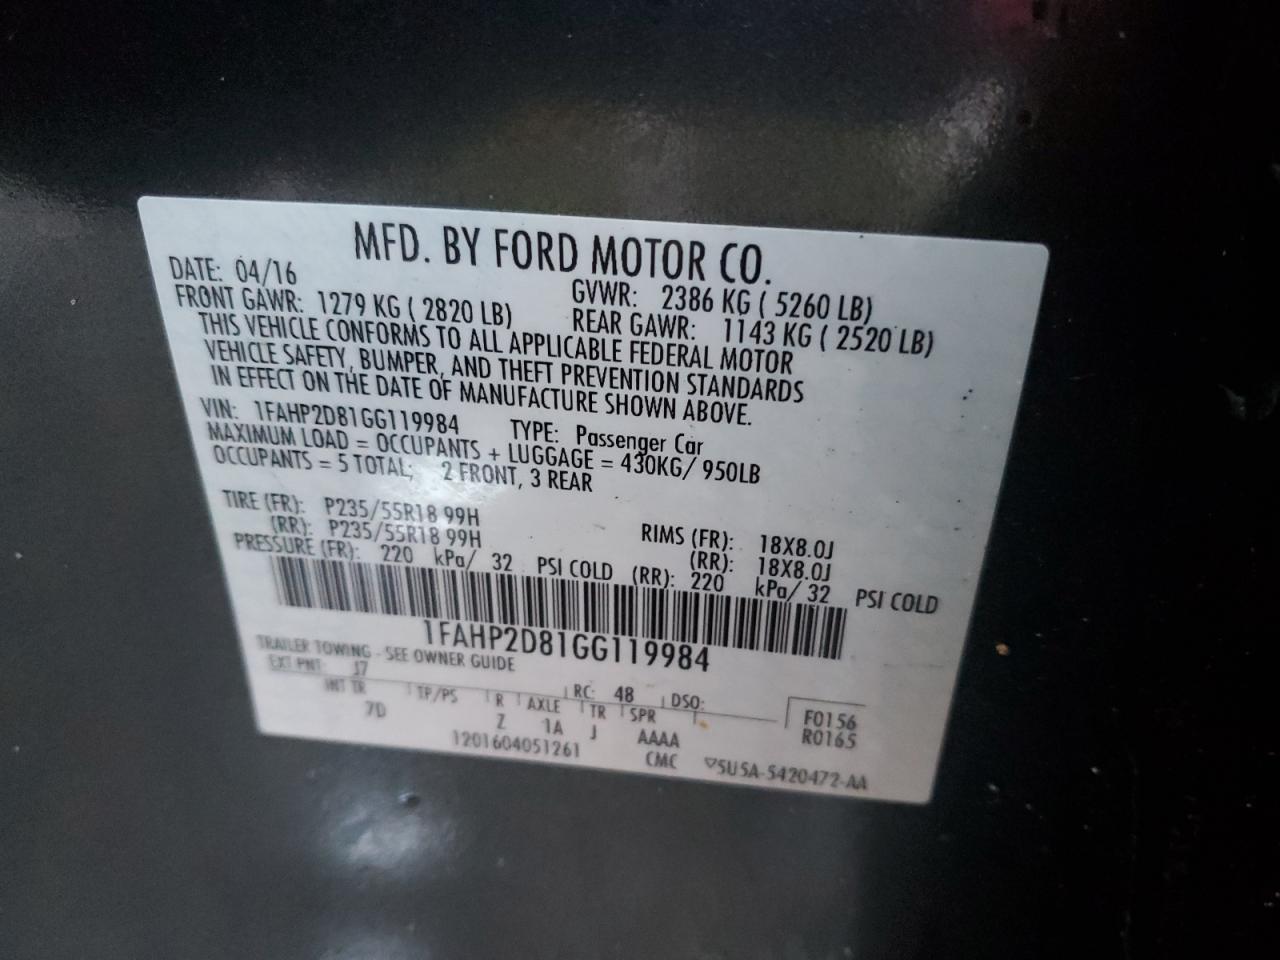 MFD. BY FORD MOTOR CO.
DATE: 04/16 GVWR: 2386 KG ( 5260 LB)
FRONT GAWR: 1279 KG ( 2820 LB) REAR GAWR: 1143 KG ( 2520 LB)
THIS VEHICLE CONFORMS TO ALL APPLICABLE FEDERAL MOTOR
VEHICLE SAFETY, BUMPER, AND THEFT PREVENTION STANDARDS
IN EFFECT ON THE DATE OF MANUFACTURE SHOWN ABOVE.
VIN: 1FAHP2D81GG119984 TYPE: Passenger Car
MAXIMUM LOAD = OCCUPANTS + LUGGAGE = 430KG/ 950LB
OCCUPANTS = 5 TOTAL; 2 FRONT, 3 REAR
TIRE (FR): P235/55R18 99H RIMS (FR): 18X8.0J
(RR): P235/55R18 99H (RR): 18X8.0J
PRESSURE (FR): 220 kPa/ 32 PSI COLD (RR): 220 kPa/ 32 PSI COLD
1FAHP2D81GG119984
TRAILER TOWING - SEE OWNER GUIDE
EXT PNT: J7 RC: 48 DSO:
INT TR TP/PS R AXLE TR SPR F0156
7D Z 1A J AAAA R0165
1201604051261 CMC ▽5U5A-5420472-AA